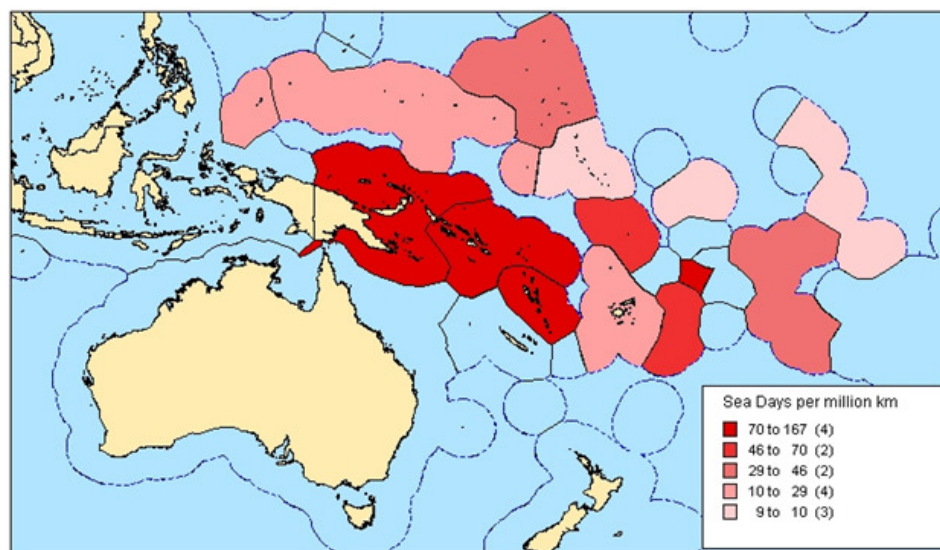 Sea Days per million km
70 to 167 (4)
46 to 70 (2)
29 to 46 (2)
10 to 29 (4)
9 to 10 (3)